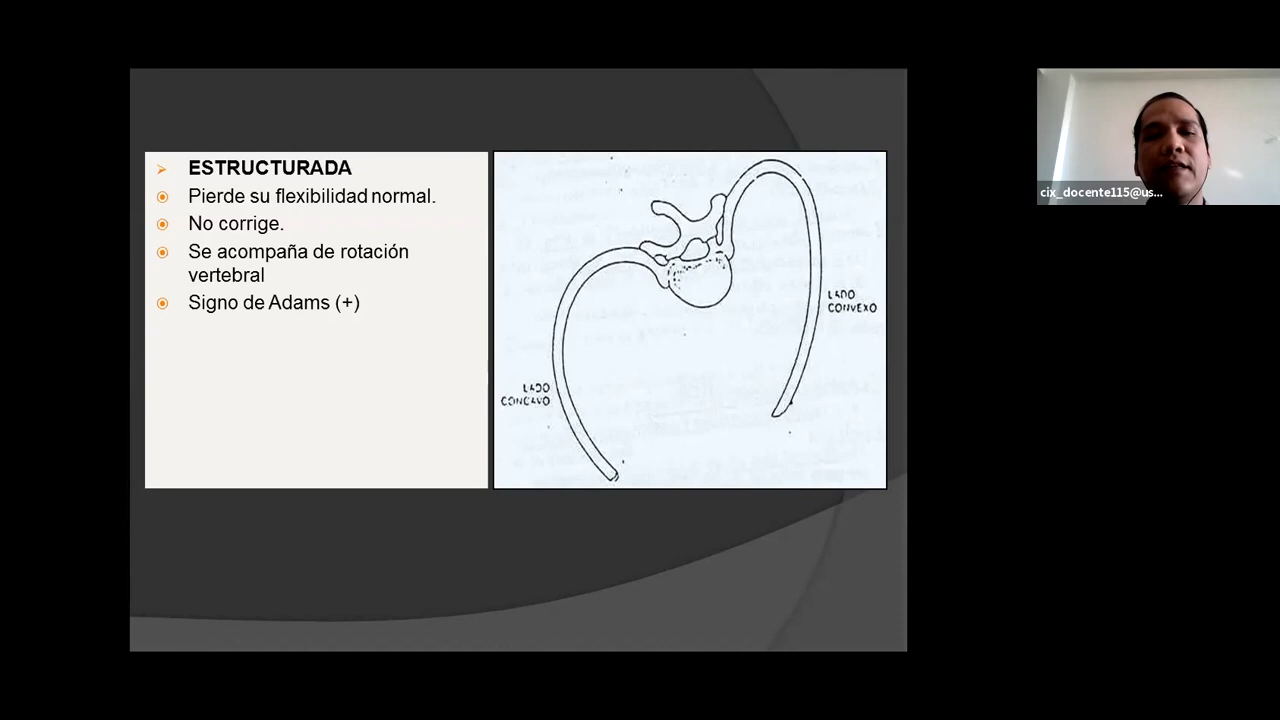 ESTRUCTURADA
Pierde su flexibilidad normal.
No corrige.
Se acompaña de rotación
vertebral
Signo de Adams (+)
LADO
CONVEXO
LADO
CONCAVO
cix_docente115@us...